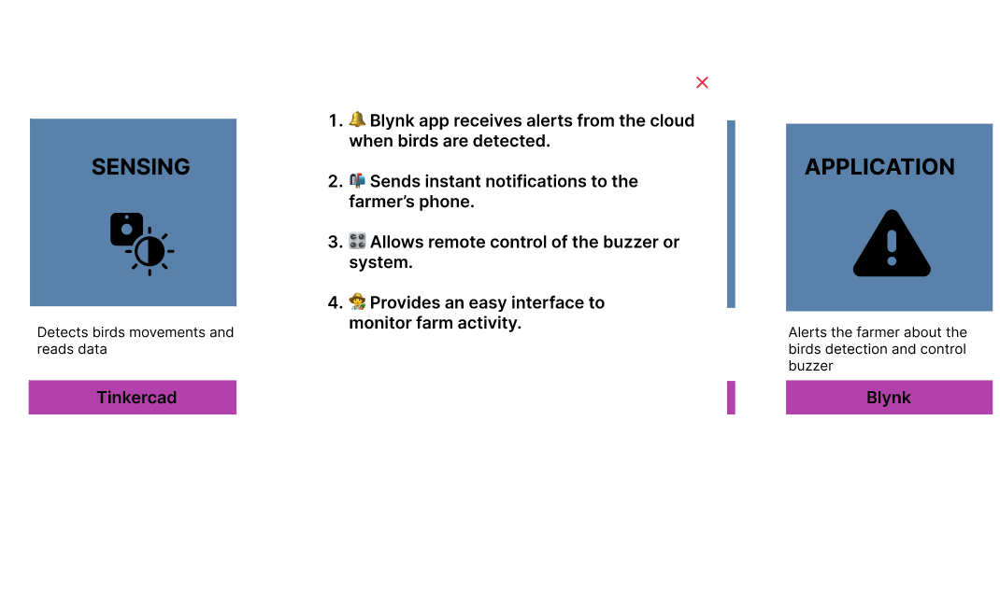 SENSING
Detects birds movements and
reads data
Tinkercad
1. 🔔 Blynk app receives alerts from the cloud
when birds are detected.
2. 📬 Sends instant notifications to the
farmer’s phone.
3. 🎛️ Allows remote control of the buzzer or
system.
4. 🧑‍🌾 Provides an easy interface to
monitor farm activity.
APPLICATION
Alerts the farmer about the
birds detection and control
buzzer
Blynk